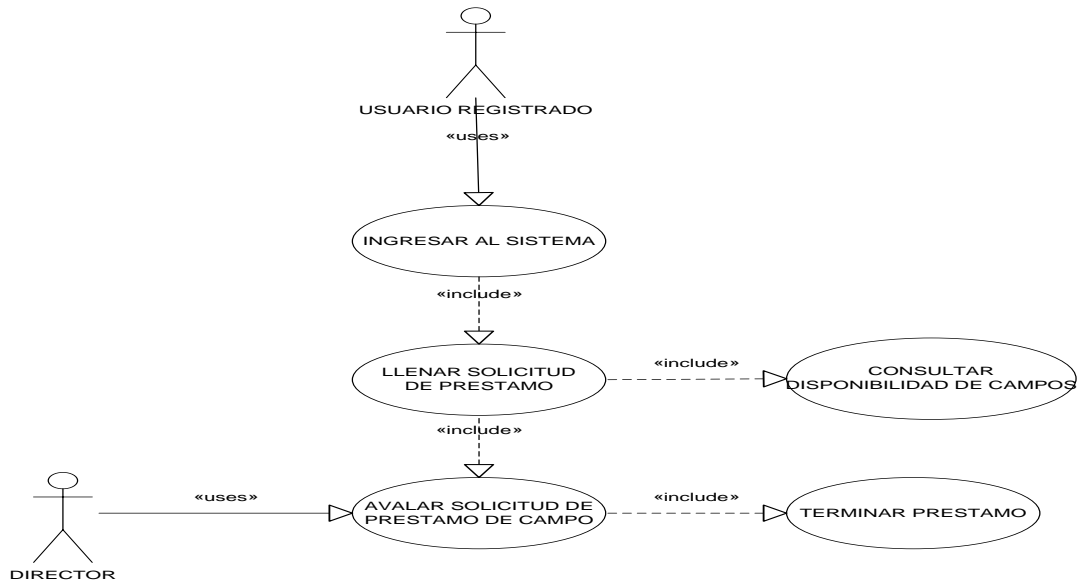 USUARIO REGISTRADO
«uses»
INGRESAR AL SISTEMA
«include»
LLENAR SOLICITUD
DE PRESTAMO
«include»
CONSULTAR
DISPONIBILIDAD DE CAMPOS
«include»
DIRECTOR
«uses»
AVALAR SOLICITUD DE
PRESTAMO DE CAMPO
«include»
TERMINAR PRESTAMO